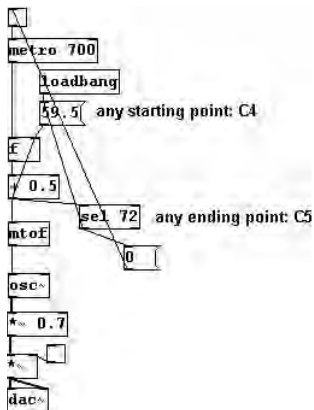 metro 700
loadbang
59.5 any starting point: C4
f
+ 0.5
sel 72 any ending point: C5
mtof
0
osc~
*~ 0.7
*~
dac~